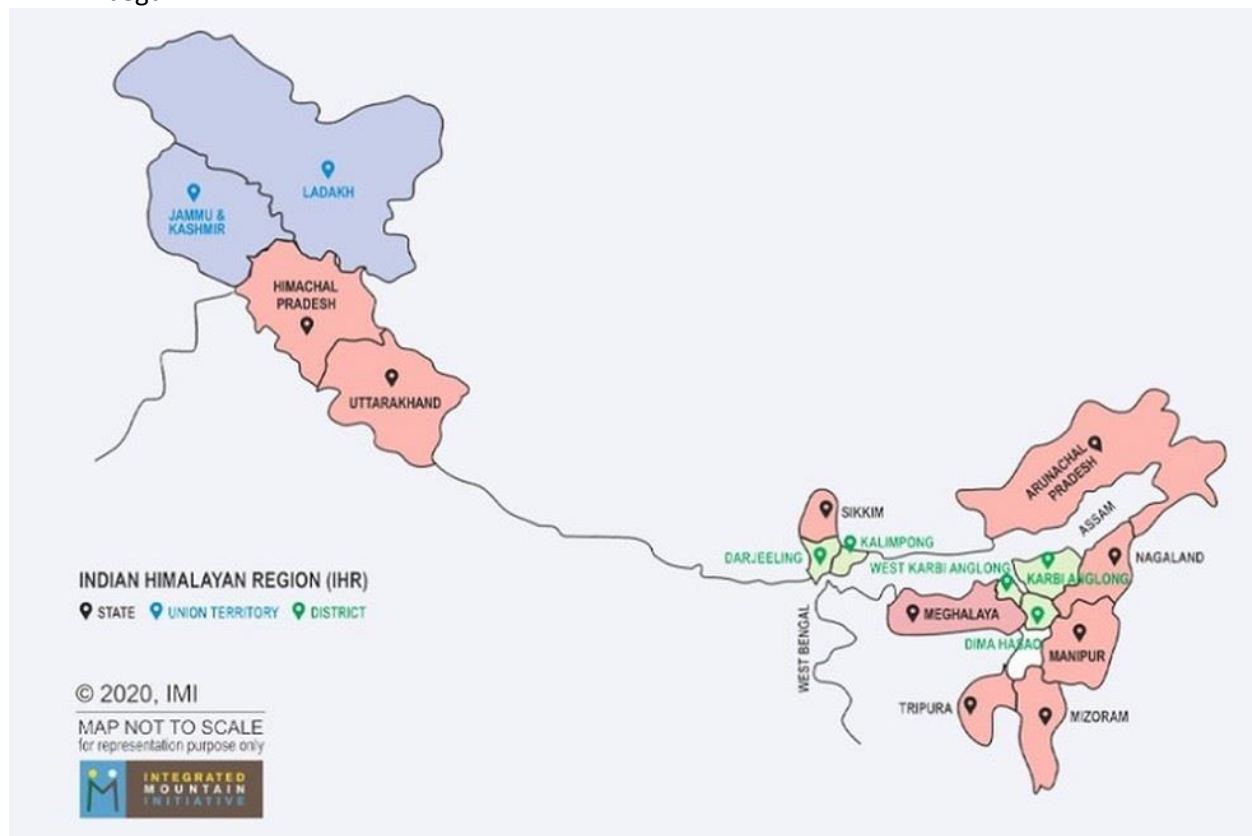 LADAKH
JAMMU &
KASHMIR
HIMACHAL
PRADESH
UTTARAKHAND
ARUNACHAL
PRADESH
ASSAM
SIKKIM
KALIMPONG
DARJEELING
WEST KARBI ANGLONG
KARBI ANGLONG
NAGALAND
MEGHALAYA
DIMA HASAO
MANIPUR
WEST BENGAL
TRIPURA
MIZORAM
INDIAN HIMALAYAN REGION (IHR)
STATE UNION TERRITORY DISTRICT
© 2020, IMI
MAP NOT TO SCALE
for representation purpose only
INTEGRATED
MOUNTAIN
INITIATIVE